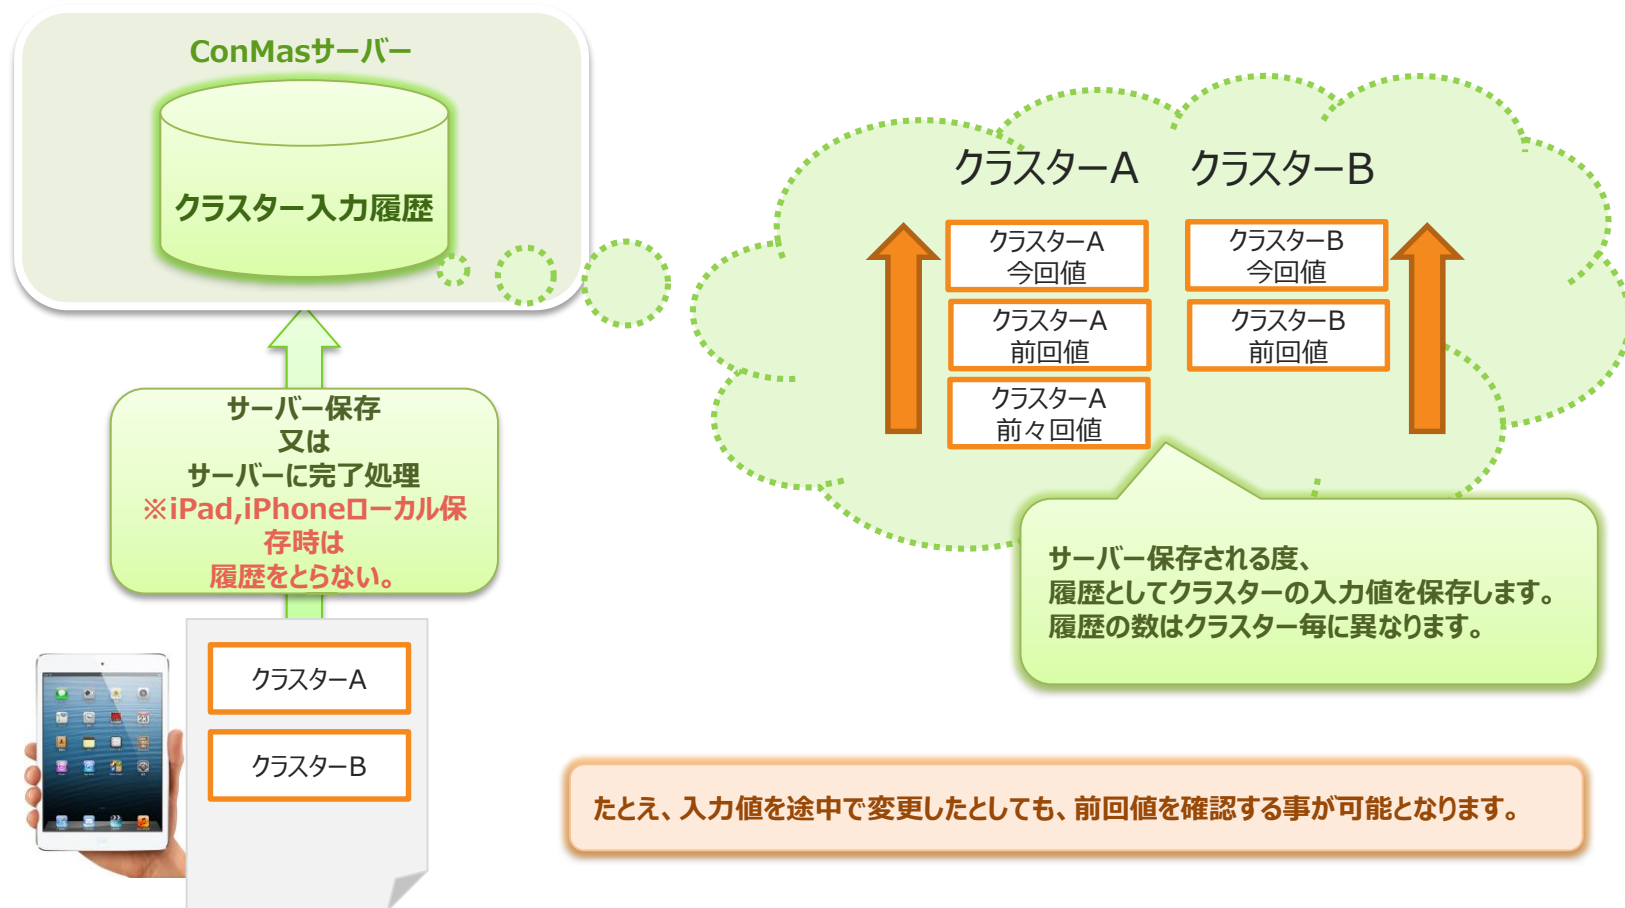 ConMasサーバー
クラスター入力履歴
サーバー保存
又は
サーバーに完了処理
※iPad,iPhoneローカル保
存時は
履歴をとらない。
クラスターA
クラスターB
クラスターA
クラスターB
クラスターA
今回値
クラスターB
今回値
クラスターA
前回値
クラスターB
前回値
クラスターA
前々回値
サーバー保存される度、
履歴としてクラスターの入力値を保存します。
履歴の数はクラスター毎に異なります。
たとえ、入力値を途中で変更したとしても、前回値を確認する事が可能となります。